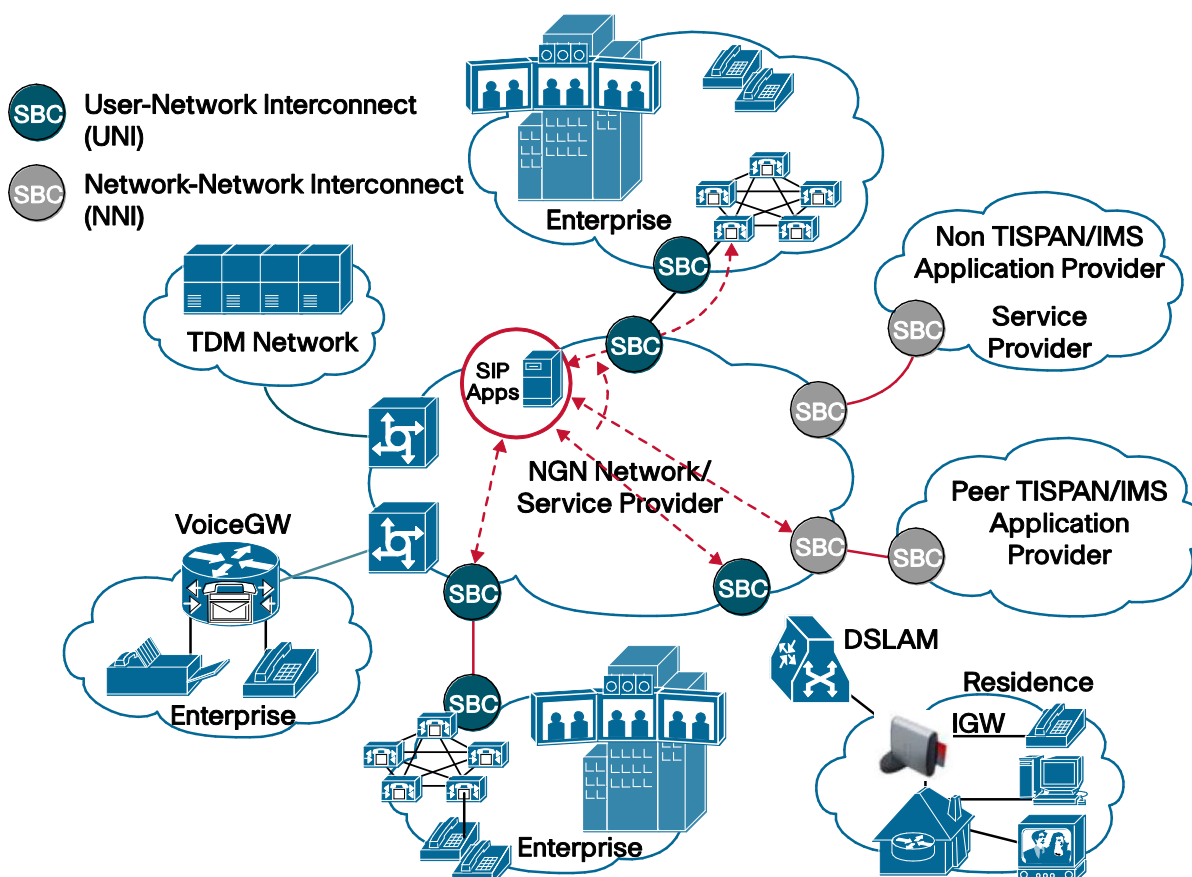 SBC
User-Network Interconnect
(UNI)
SBC
Network-Network Interconnect
(NNI)
Enterprise
SBC
SBC
Non TISPAN/IMS
Application Provider
SBC
Service
Provider
TDM Network
SIP
Apps
SBC
NGN Network/
Service Provider
Peer TISPAN/IMS
Application
Provider
SBC
SBC
VoiceGW
SBC
SBC
Enterprise
SBC
Enterprise
DSLAM
Residence
IGW